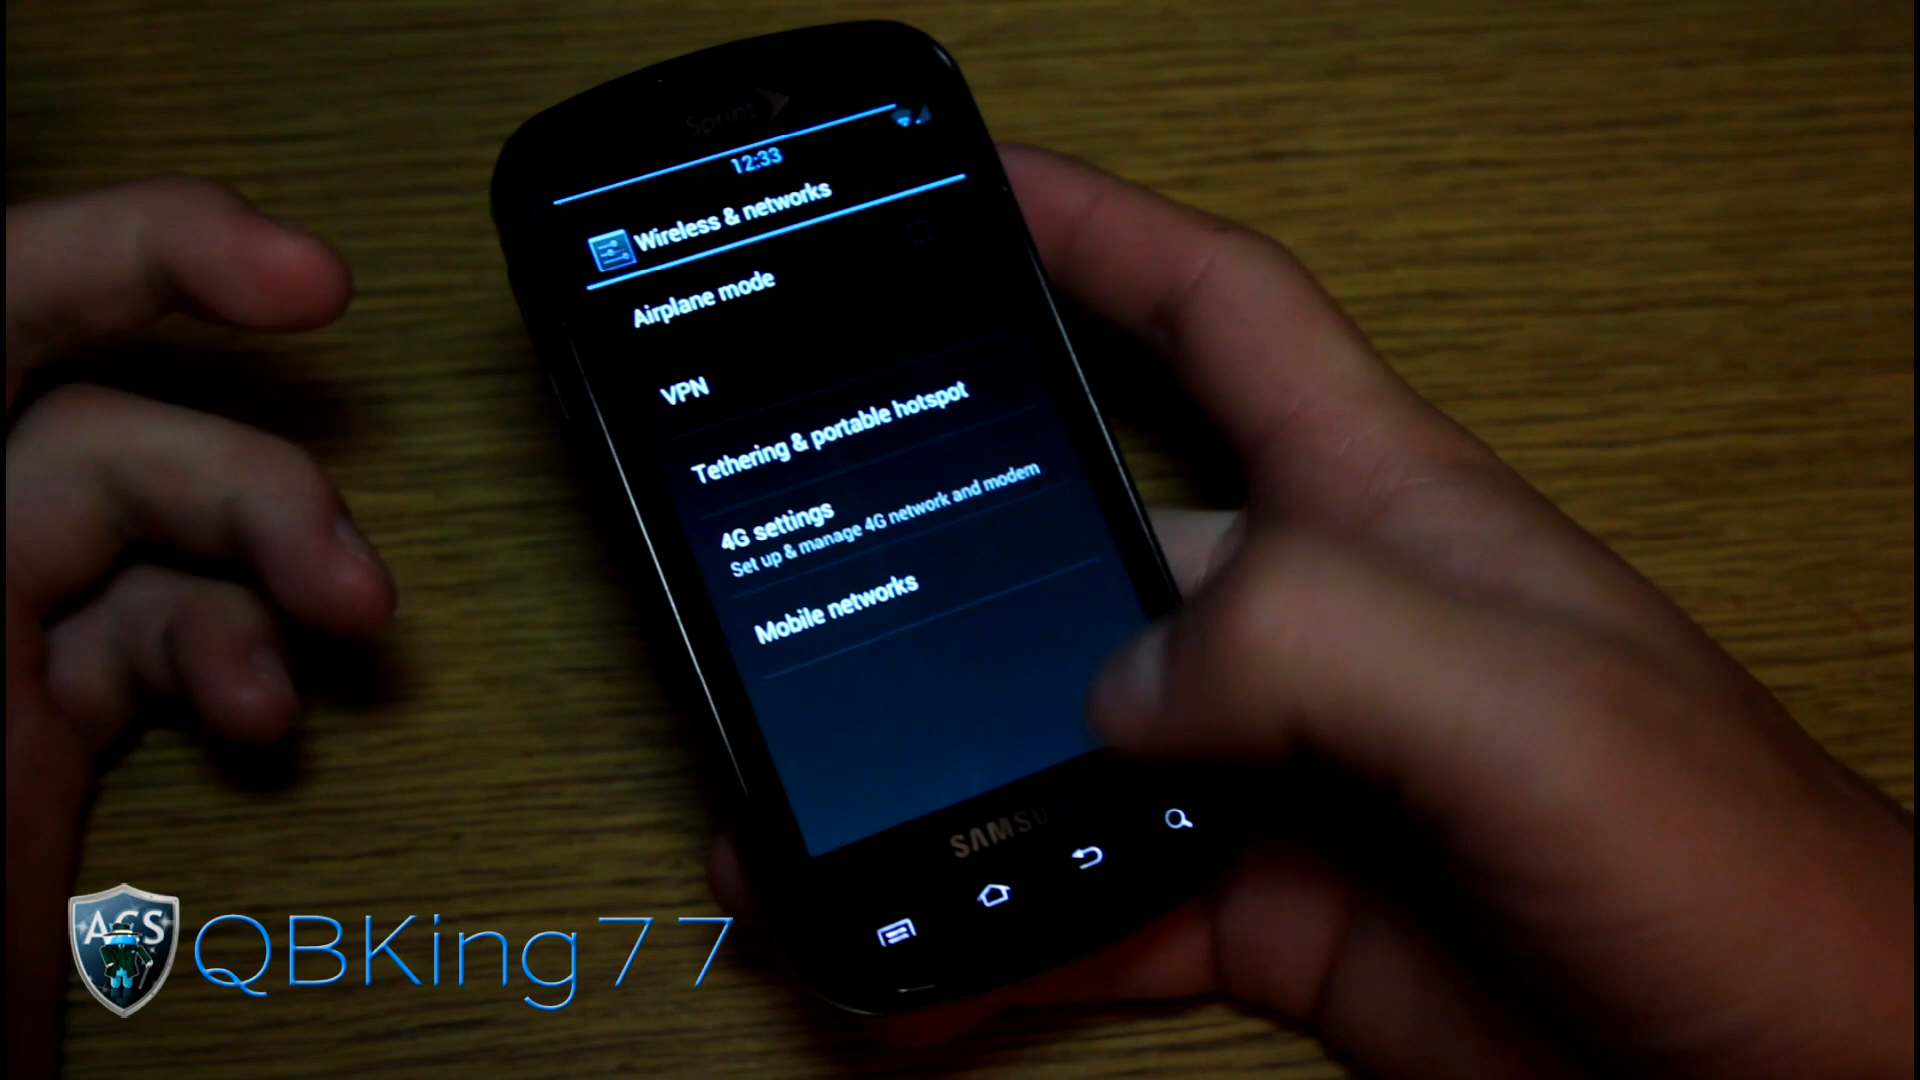 Sprint
12:33
Wireless & networks
Airplane mode
VPN
Tethering & portable hotspot
4G settings
Set up & manage 4G network and modem
Mobile networks
SAMSU
ACS
QBKing77